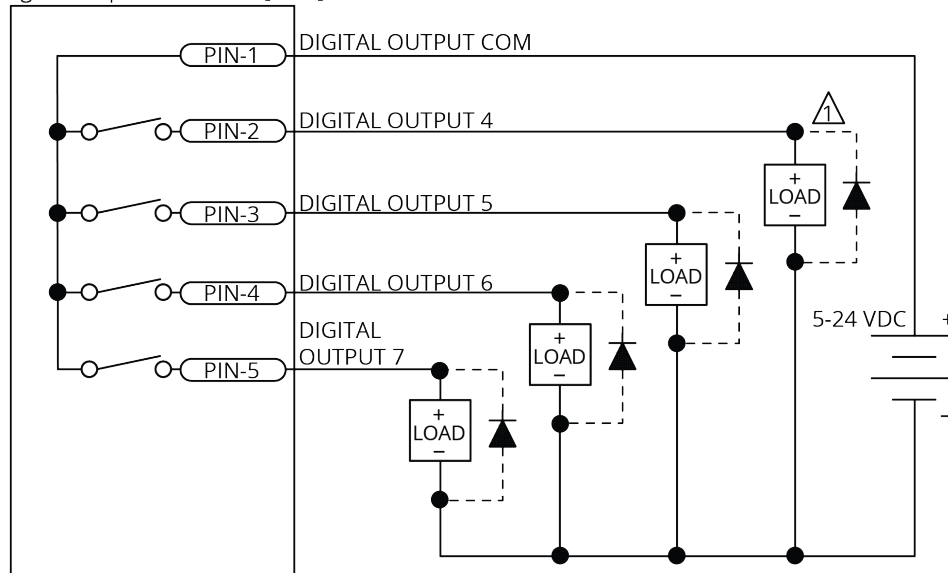 PIN-1 DIGITAL OUTPUT COM
PIN-2 DIGITAL OUTPUT 4
1
PIN-3 DIGITAL OUTPUT 5
+
LOAD
−
PIN-4 DIGITAL OUTPUT 6
+
LOAD
−
5-24 VDC +
DIGITAL
OUTPUT 7
PIN-5
+
LOAD
−
+
LOAD
−
−